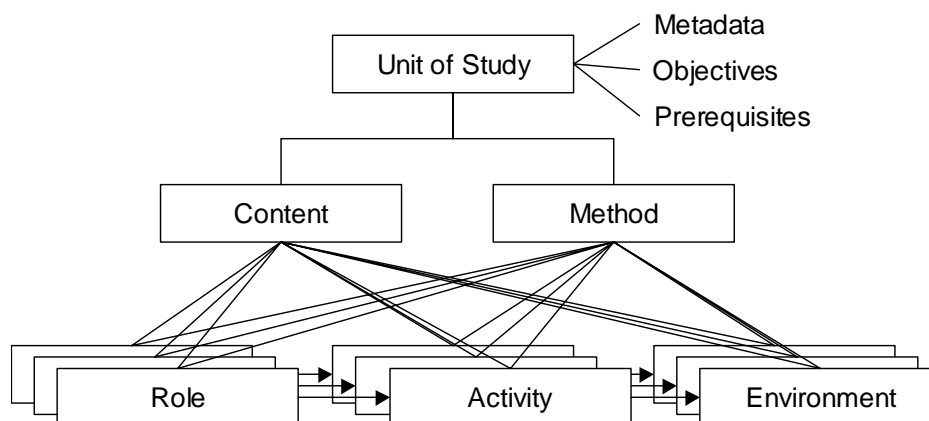 Metadata
Unit of Study
Objectives
Prerequisites
Content
Method
Role
Activity
Environment